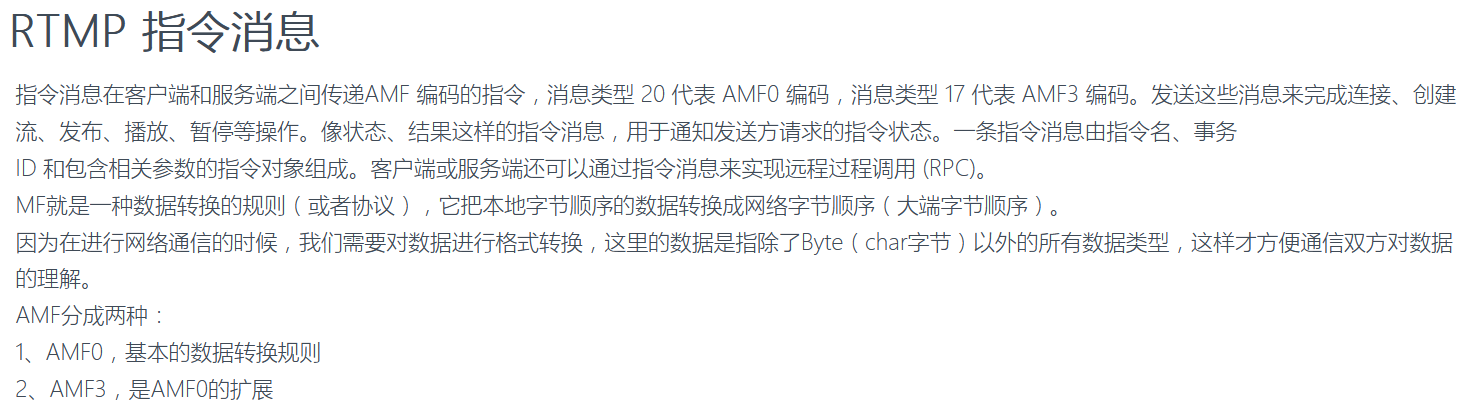 RTMP 指令消息
指令消息在客户端和服务端之间传递AMF 编码的指令，消息类型 20 代表 AMF0 编码，消息类型 17 代表 AMF3 编码。发送这些消息来完成连接、创建
流、发布、播放、暂停等操作。像状态、结果这样的指令消息，用于通知发送方请求的指令状态。一条指令消息由指令名、事务
ID 和包含相关参数的指令对象组成。客户端或服务端还可以通过指令消息来实现远程过程调用 (RPC)。
MF就是一种数据转换的规则（或者协议），它把本地字节顺序的数据转换成网络字节顺序（大端字节顺序）。
因为在进行网络通信的时候，我们需要对数据进行格式转换，这里的数据是指除了Byte（char字节）以外的所有数据类型，这样才方便通信双方对数据
的理解。
AMF分成两种：
1、AMF0，基本的数据转换规则
2、AMF3，是AMF0的扩展